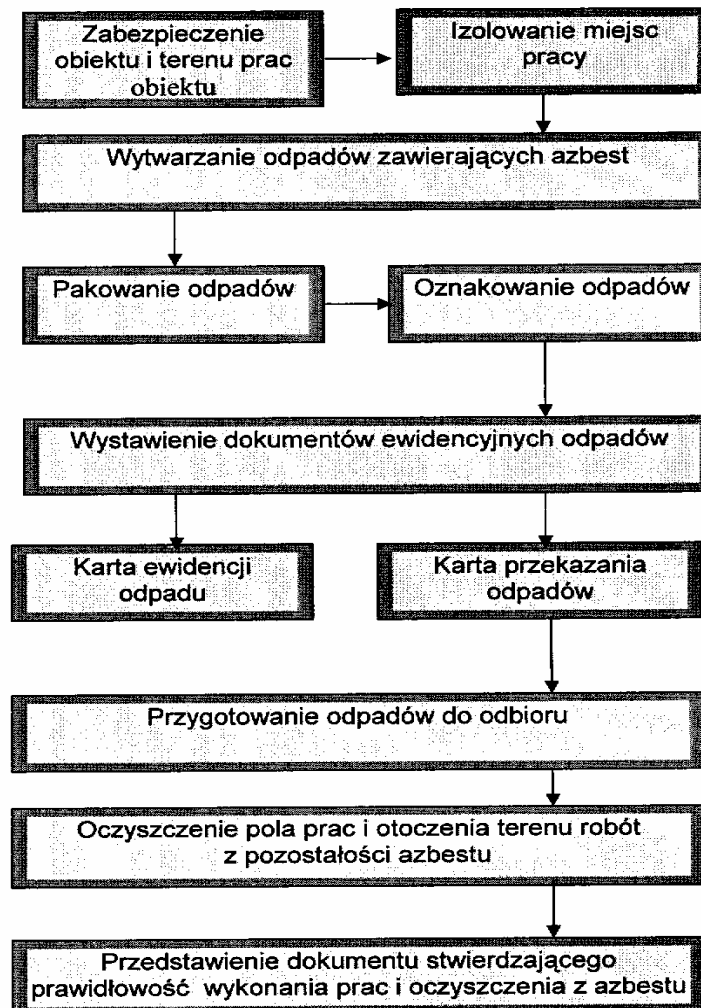 Zabezpieczenie
obiektu i terenu prac
obiektu
Izolowanie miejsc
pracy
Wytwarzanie odpadów zawierających azbest
Pakowanie odpadów
Oznakowanie odpadów
Wystawienie dokumentów ewidencyjnych odpadów
Karta ewidencji
odpadu
Karta przekazania
odpadów
Przygotowanie odpadów do odbioru
Oczyszczenie pola prac i otoczenia terenu robót
z pozostałości azbestu
Przedstawienie dokumentu stwierdzającego
prawidłowość wykonania prac i oczyszczenia z azbestu